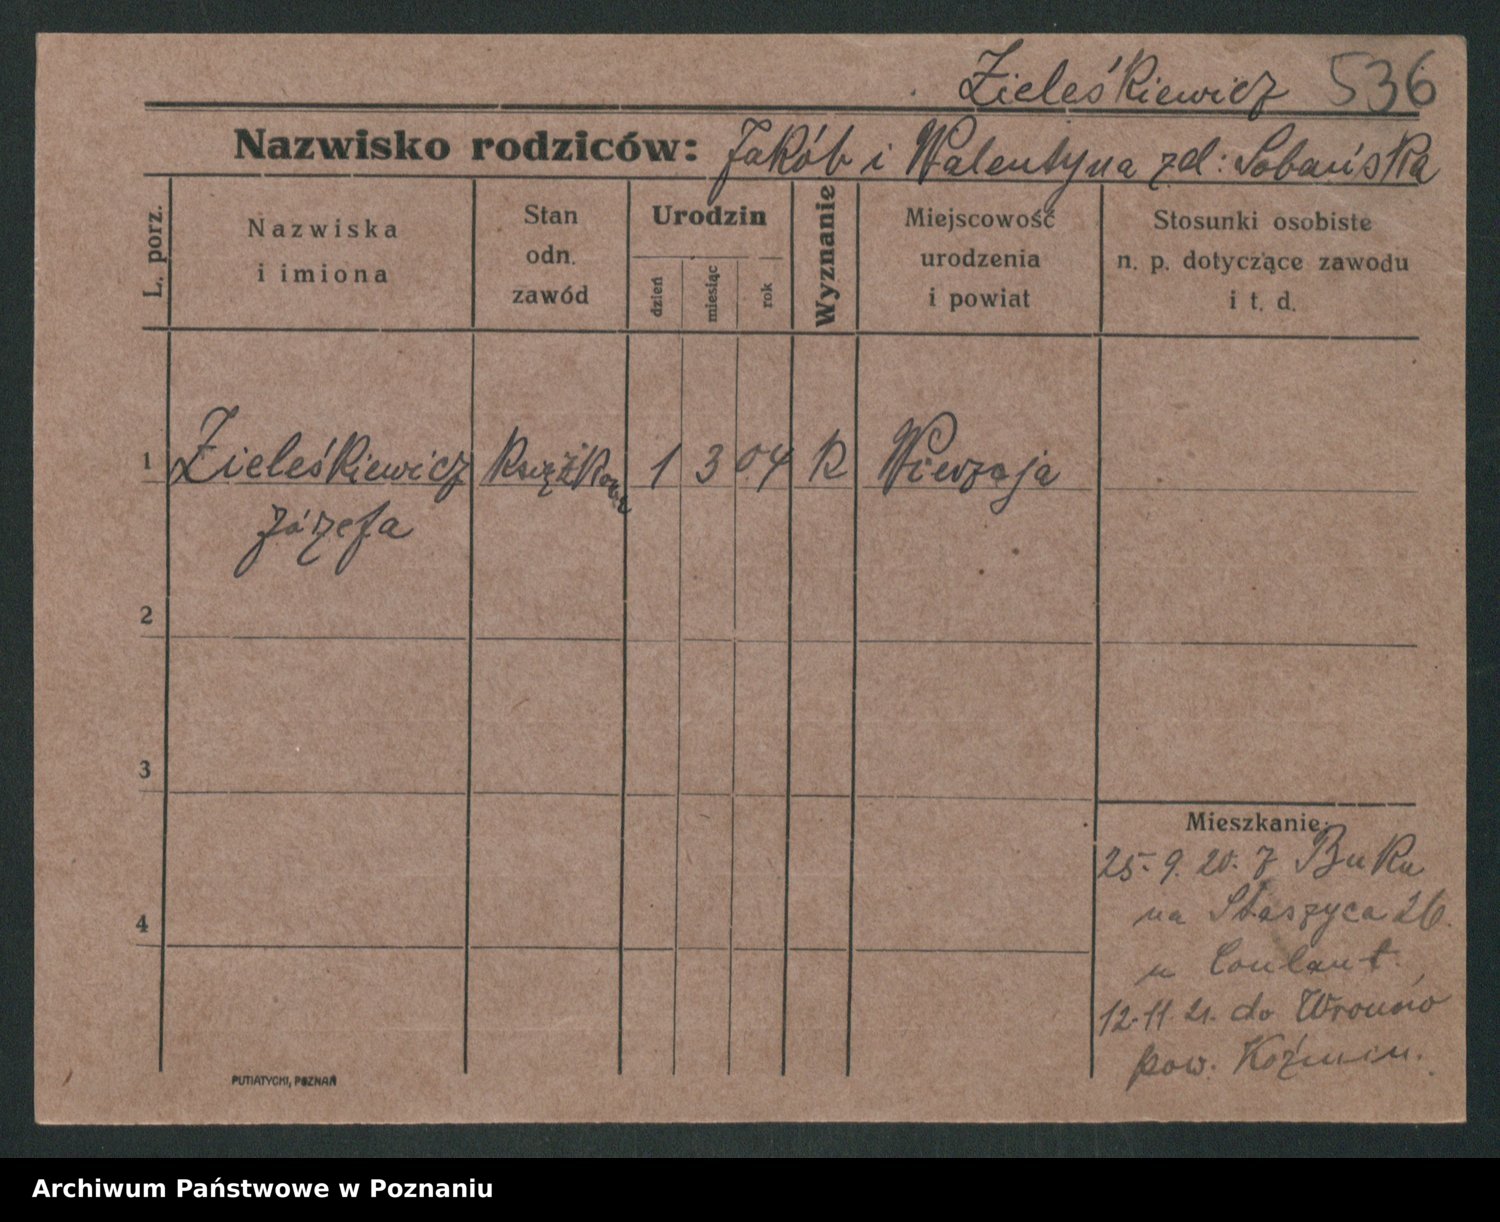 Zieleśkiewicz 536
Nazwisko rodziców: Jakób i Walentyna zd: Sobańska
L. porz.
Nazwiska
i imiona
Stan
odn.
zawód
Urodzin
dzień
miesiąc
rok
Wyznanie
Miejscowość
urodzenia
i powiat
Stosunki osobiste
n. p. dotyczące zawodu
i t. d.
1 Zieleśkiewicz książkowa 1 3 04 R Wierzeja
Józefa
2
3
4
Mieszkanie:
25.9.20. z Buku
na Staszyca 26.
u
12.11.21. do Wronów
pow. Koźmin.
PUTIATYCKI, POZNAŃ
Archiwum Państwowe w Poznaniu